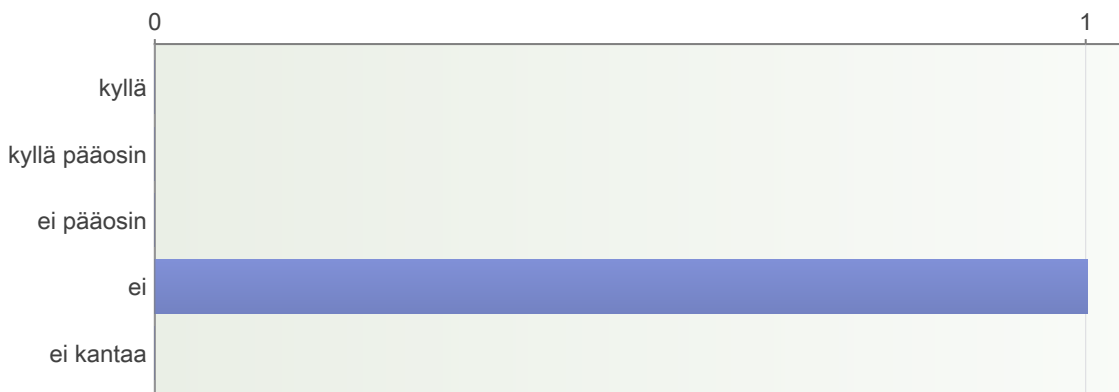 0 1
kyllä
kyllä pääosin
ei pääosin
ei
ei kantaa